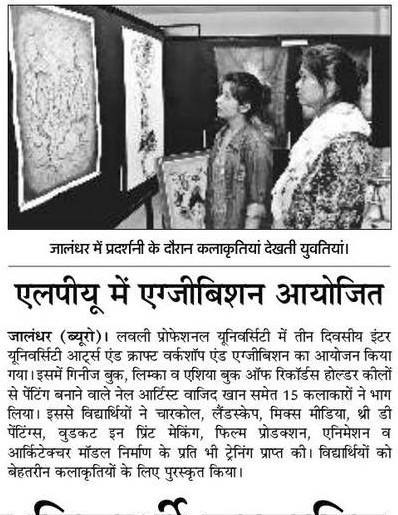 जालंधर में प्रदर्शनी के दौरान कलाकृतियां देखती युवतियां।
एलपीयू में एग्जीबिशन आयोजित
जालंधर (ब्यूरो)। लवली प्रोफेशनल यूनिवर्सिटी में तीन दिवसीय इंटर
यूनिवर्सिटी आर्ट्स एंड क्राफ्ट वर्कशॉप एंड एग्जिबिशन का आयोजन किया
गया। इसमें गिनीज बुक, लिम्का व एशिया बुक ऑफ रिकॉर्डस होल्डर कीलों
से पेंटिंग बनाने वाले नेल आर्टिस्ट वाजिद खान समेत 15 कलाकारों ने भाग
लिया। इससे विद्यार्थियों ने चारकोल, लैंडस्केप, मिक्स मीडिया, थ्री डी
पेंटिंग्स, वुडकट इन प्रिंट मेकिंग, फिल्म प्रोडक्शन, एनिमेशन व
आर्किटेक्चर मॉडल निर्माण के प्रति भी ट्रेनिंग प्राप्त की। विद्यार्थियों को
बेहतरीन कलाकृतियों के लिए पुरस्कृत किया।